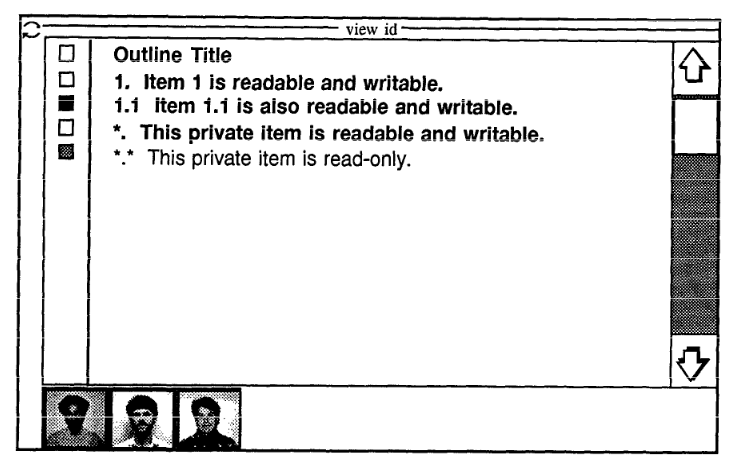 view id
Outline Title
1. Item 1 is readable and writable.
1.1 Item 1.1 is also readable and writable.
*. This private item is readable and writable.
*.* This private item is read-only.